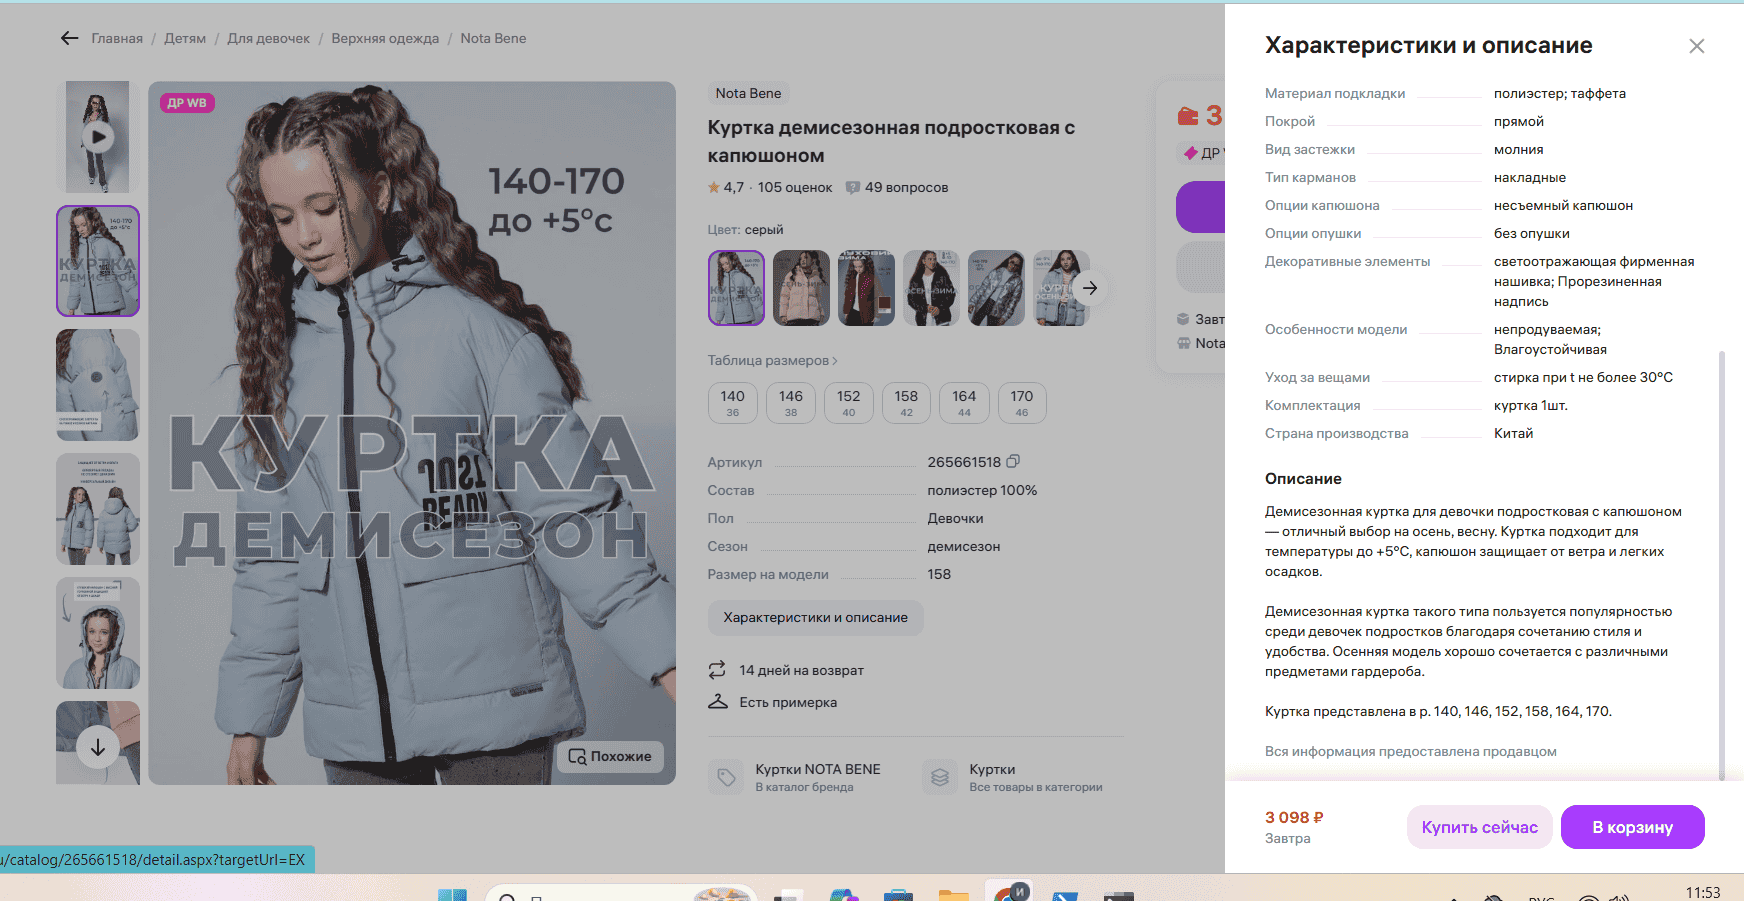 Главная / Детям / Для девочек / Верхняя одежда / Nota Bene
ДР WB
140-170
до +5°с
КУРТКА
ДЕМИСЕЗОН
JUST
READY
Похожие
Nota Bene
Куртка демисезонная подростковая с
капюшоном
4,7 · 105 оценок 49 вопросов
Цвет: серый
Таблица размеров
140 146 152 158 164 170
36 38 40 42 44 46
Артикул 265661518
Состав полиэстер 100%
Пол Девочки
Сезон демисезон
Размер на модели 158
Характеристики и описание
14 дней на возврат
Есть примерка
Куртки NOTA BENE
В каталог бренда
Куртки
Все товары в категории
3
ДР
Завт
Nota
Характеристики и описание
Материал подкладки полиэстер; таффета
Покрой прямой
Вид застежки молния
Тип карманов накладные
Опции капюшона несъемный капюшон
Опции опушки без опушки
Декоративные элементы светоотражающая фирменная
нашивка; Прорезиненная
надпись
Особенности модели непродуваемая;
Влагоустойчивая
Уход за вещами стирка при t не более 30°C
Комплектация куртка 1шт.
Страна производства Китай
Описание
Демисезонная куртка для девочки подростковая с капюшоном
— отличный выбор на осень, весну. Куртка подходит для
температуры до +5°С, капюшон защищает от ветра и легких
осадков.
Демисезонная куртка такого типа пользуется популярностью
среди девочек подростков благодаря сочетанию стиля и
удобства. Осенняя модель хорошо сочетается с различными
предметами гардероба.
Куртка представлена в р. 140, 146, 152, 158, 164, 170.
Вся информация предоставлена продавцом
3 098 ₽
Завтра
Купить сейчас
В корзину
u/catalog/265661518/detail.aspx?targetUrl=EX
11:53